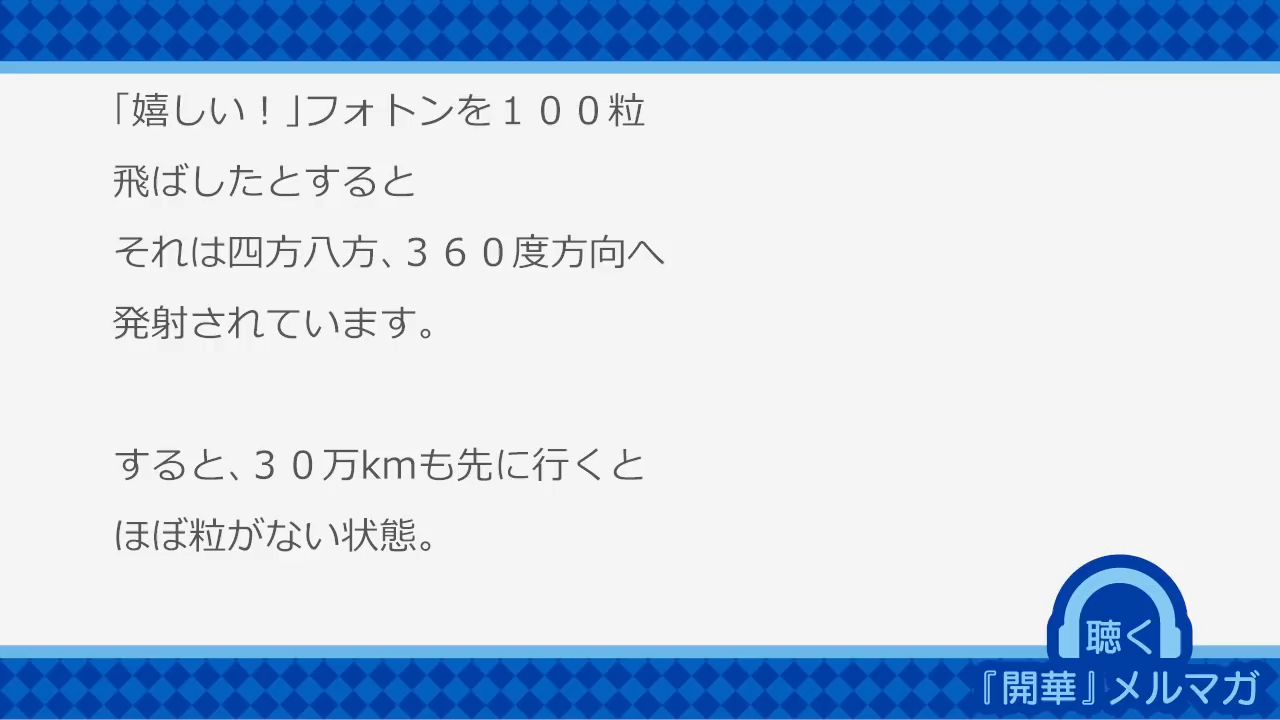 「嬉しい！」フォトンを１００粒
飛ばしたとすると
それは四方八方、３６０度方向へ
発射されています。
すると、３０万kmも先に行くと
ほぼ粒がない状態。
聴く
『開華』メルマガ